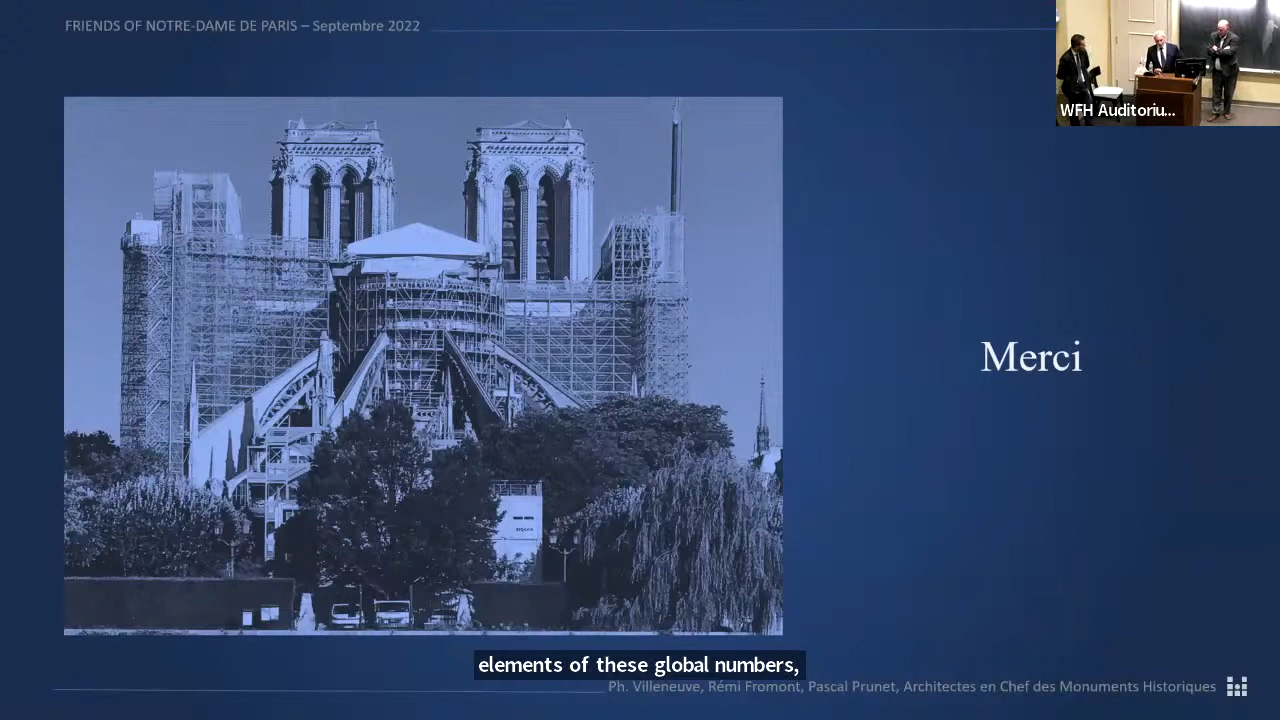 FRIENDS OF NOTRE-DAME DE PARIS – Septembre 2022
WFH Auditoriu...
Merci
elements of these global numbers,
Ph. Villeneuve, Rémi Fromont, Pascal Prunet, Architectes en Chef des Monuments Historiques